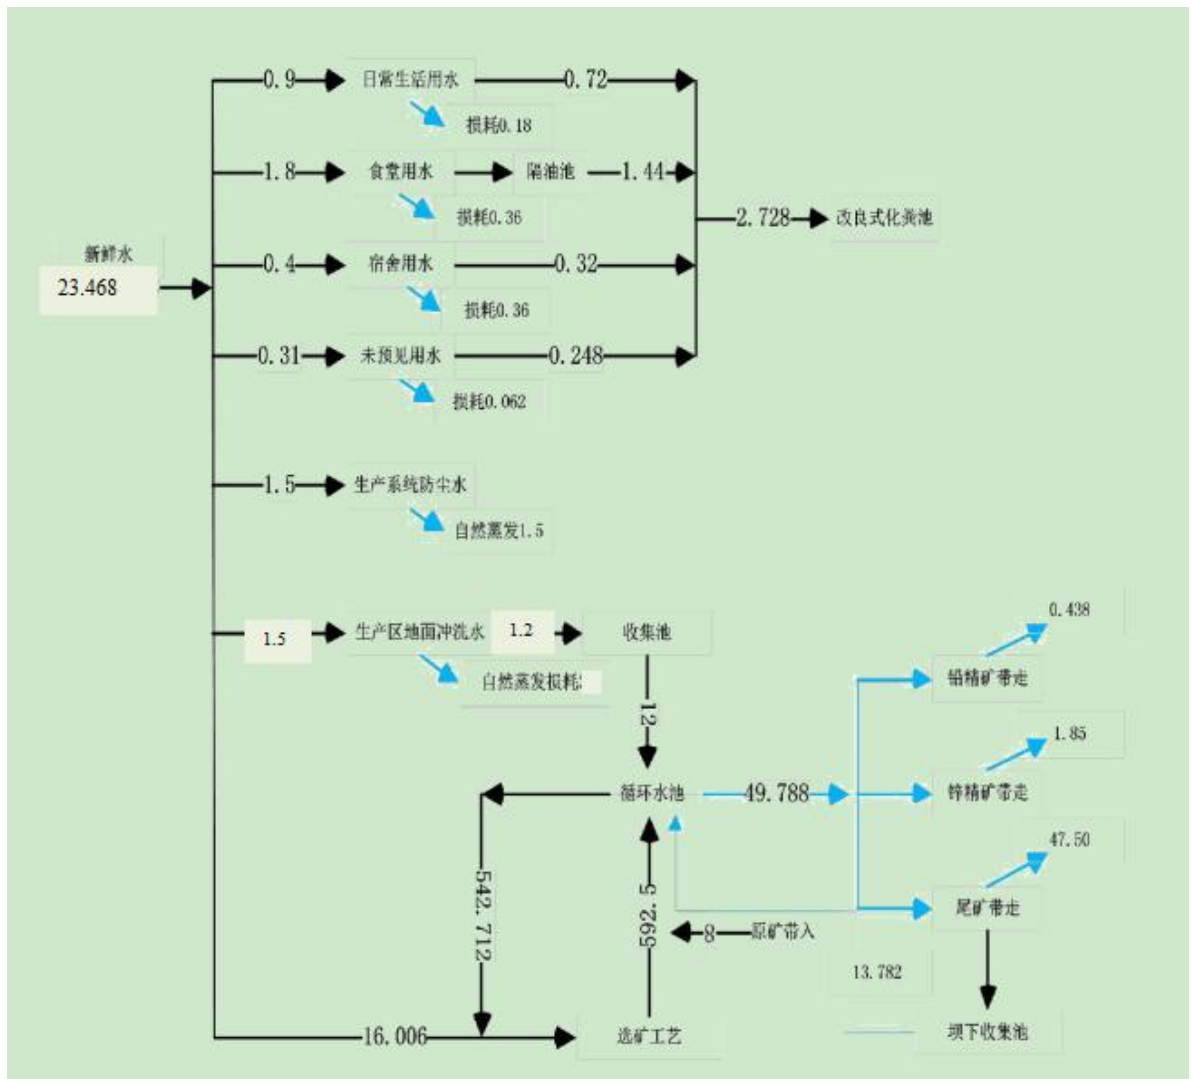 0.9
日常生活用水
0.72
损耗0.18
1.8
食堂用水
隔油池
1.44
损耗0.36
2.728
改良式化粪池
新鲜水
23.468
0.4
宿舍用水
0.32
损耗0.36
0.31
未预见用水
0.248
损耗0.062
1.5
生产系统防尘水
自然蒸发1.5
1.5
生产区地面冲洗水
1.2
收集池
自然蒸发损耗
0.438
铅精矿带走
12
1.85
循环水池
49.788
锌精矿带走
47.50
542.712
592.5
尾矿带走
8
原矿带入
13.782
16.006
选矿工艺
坝下收集池